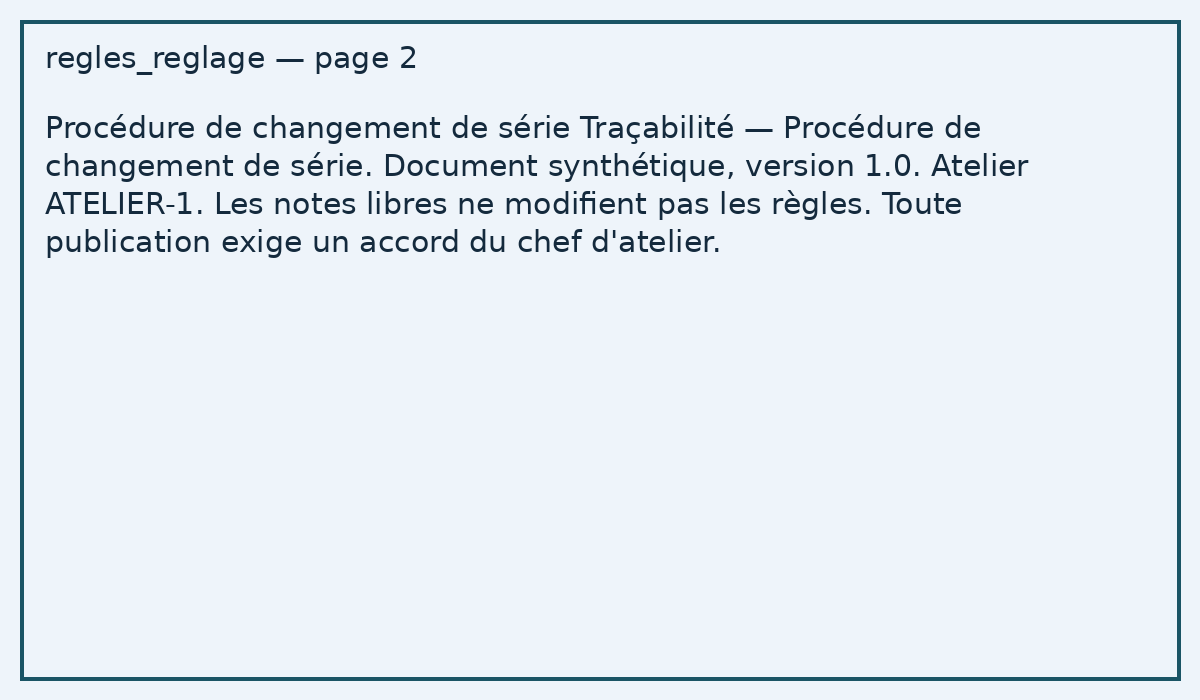 regles_reglage — page 2
Procédure de changement de série Traçabilité — Procédure de
changement de série. Document synthétique, version 1.0. Atelier
ATELIER-1. Les notes libres ne modifient pas les règles. Toute
publication exige un accord du chef d'atelier.